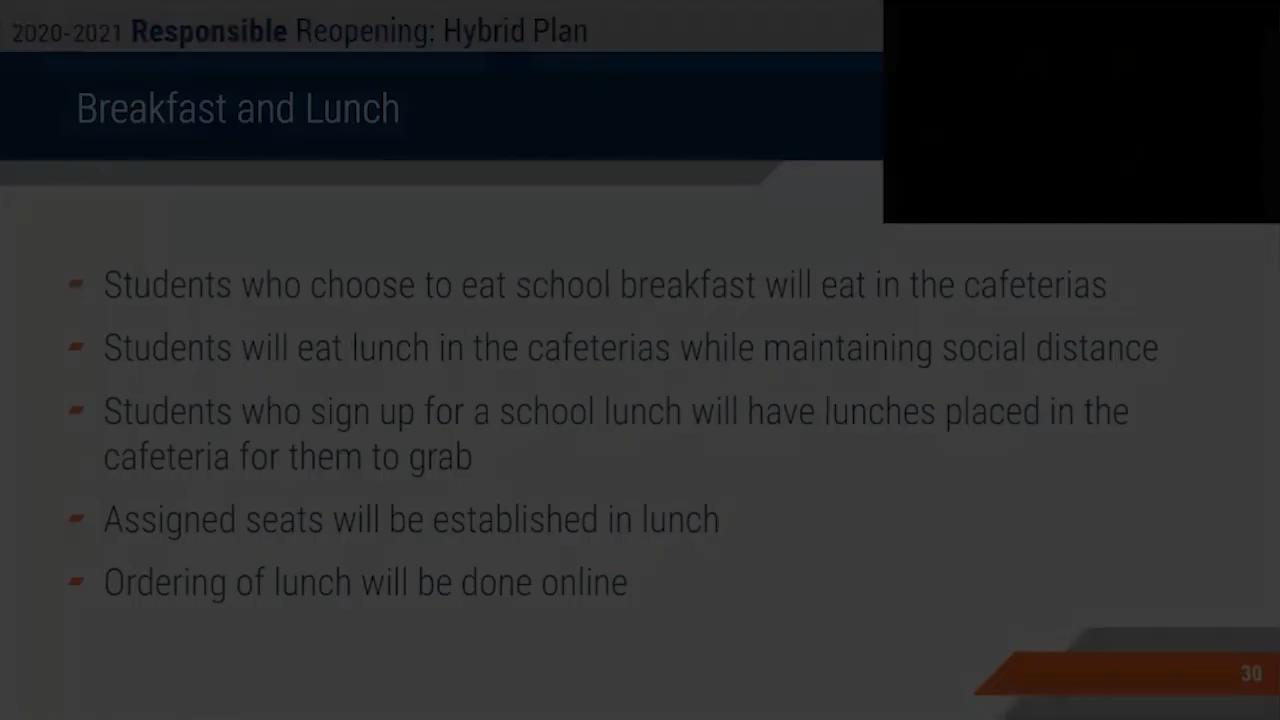 2020-2021 Responsible Reopening: Hybrid Plan
Breakfast and Lunch
Students who choose to eat school breakfast will eat in the cafeterias
Students will eat lunch in the cafeterias while maintaining social distance
Students who sign up for a school lunch will have lunches placed in the
cafeteria for them to grab
Assigned seats will be established in lunch
Ordering of lunch will be done online
30